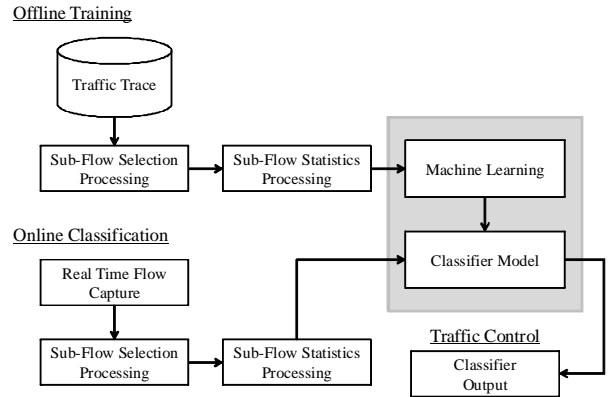 Offline Training
Traffic Trace
Sub-Flow Selection
Processing
Sub-Flow Statistics
Processing
Machine Learning
Online Classification
Real Time Flow
Capture
Classifier Model
Sub-Flow Selection
Processing
Sub-Flow Statistics
Processing
Traffic Control
Classifier
Output